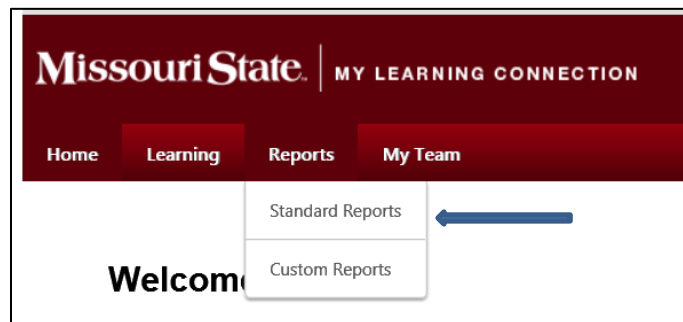 Missouri State. MY LEARNING CONNECTION
Home Learning Reports My Team
Standard Reports
Custom Reports
Welcom